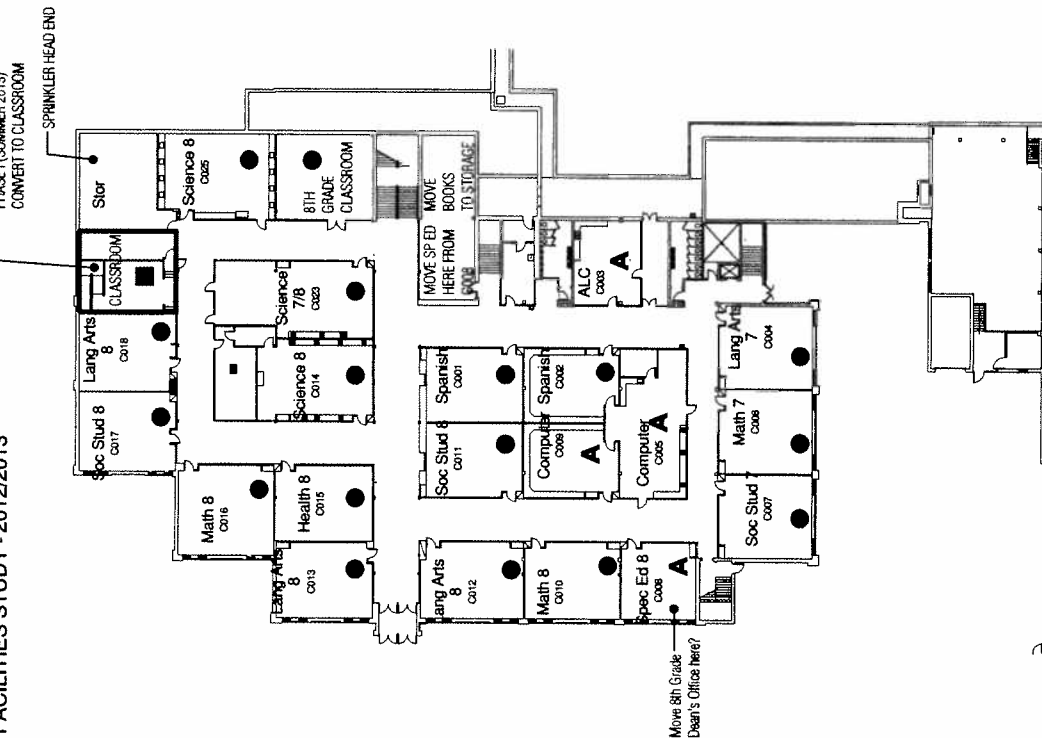 FACILITIES STUDY - 2012/2013
PHASE 1 (SUMMER 2013)
CONVERT TO CLASSROOM
SPRINKLER HEAD END
Stor
Science 8
C025
8TH
GRADE
CLASSROOM
CLASSROOM
MOVE SP ED
HERE FROM
C008
MOVE
BOOKS
TO STORAGE
Lang Arts
8
C018
Soc Stud 8
C017
Science
7/8
C023
Science 8
C014
ALC
C003
A
Math 8
C016
Health 8
C015
Lang Arts
8
C013
Spanish
C001
Soc Stud 8
C011
Spanish
C002
Computer
C009
A
Computer
C005
A
Lang Arts
7
C004
Math 7
C006
Soc Stud 7
C007
Lang Arts
8
C012
Math 8
C010
Spec Ed 8
C008
A
Move 8th Grade
Dean's Office here?